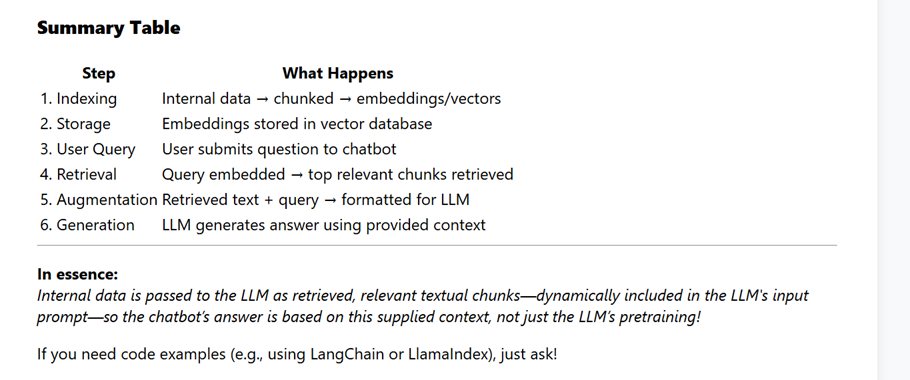 Summary Table
Step What Happens
1. Indexing Internal data → chunked → embeddings/vectors
2. Storage Embeddings stored in vector database
3. User Query User submits question to chatbot
4. Retrieval Query embedded → top relevant chunks retrieved
5. Augmentation Retrieved text + query → formatted for LLM
6. Generation LLM generates answer using provided context
In essence:
Internal data is passed to the LLM as retrieved, relevant textual chunks—dynamically included in the LLM's input
prompt—so the chatbot’s answer is based on this supplied context, not just the LLM’s pretraining!
If you need code examples (e.g., using LangChain or LlamaIndex), just ask!